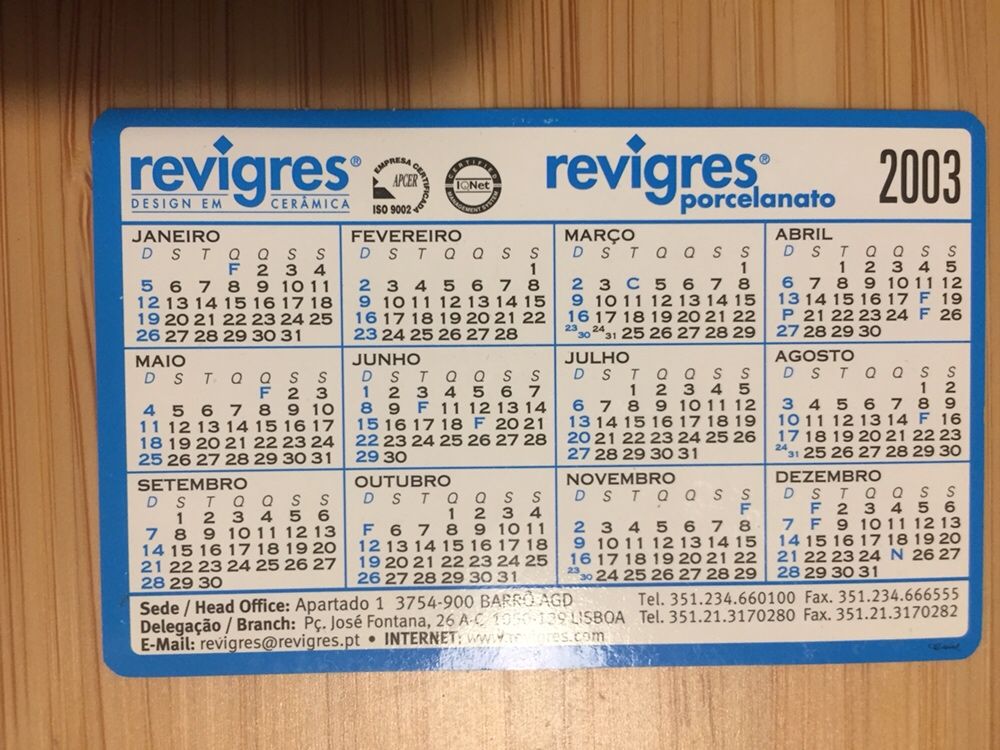 revigres® DESIGN EM CERÂMICA
EMPRESA CERTIFICADA APCER ISO 9002
CERTIFIED IQNet MANAGEMENT SYSTEM
revigres® porcelanato
2003
JANEIRO
D S T Q Q S S
F 2 3 4
5 6 7 8 9 10 11
12 13 14 15 16 17 18
19 20 21 22 23 24 25
26 27 28 29 30 31
FEVEREIRO
D S T Q Q S S
1
2 3 4 5 6 7 8
9 10 11 12 13 14 15
16 17 18 19 20 21 22
23 24 25 26 27 28
MARÇO
D S T Q Q S S
1
2 3 C 5 6 7 8
9 10 11 12 13 14 15
16 17 18 19 20 21 22
23 30 24 31 25 26 27 28 29
ABRIL
D S T Q Q S S
1 2 3 4 5
6 7 8 9 10 11 12
13 14 15 16 17 F 19
P 21 22 23 24 F 26
27 28 29 30
MAIO
D S T Q Q S S
F 2 3
4 5 6 7 8 9 10
11 12 13 14 15 16 17
18 19 20 21 22 23 24
25 26 27 28 29 30 31
JUNHO
D S T Q Q S S
1 2 3 4 5 6 7
8 9 F 11 12 13 14
15 16 17 18 F 20 21
22 23 24 25 26 27 28
29 30
JULHO
D S T Q Q S S
1 2 3 4 5
6 7 8 9 10 11 12
13 14 15 16 17 18 19
20 21 22 23 24 25 26
27 28 29 30 31
AGOSTO
D S T Q Q S S
1 2
3 4 5 6 7 8 9
10 11 12 13 14 F 16
17 18 19 20 21 22 23
24 31 25 26 27 28 29 30
SETEMBRO
D S T Q Q S S
1 2 3 4 5 6
7 8 9 10 11 12 13
14 15 16 17 18 19 20
21 22 23 24 25 26 27
28 29 30
OUTUBRO
D S T Q Q S S
1 2 3 4
F 6 7 8 9 10 11
12 13 14 15 16 17 18
19 20 21 22 23 24 25
26 27 28 29 30 31
NOVEMBRO
D S T Q Q S S
F
2 3 4 5 6 7 8
9 10 11 12 13 14 15
16 17 18 19 20 21 22
23 30 24 25 26 27 28 29
DEZEMBRO
D S T Q Q S S
F 2 3 4 5 6
7 F 9 10 11 12 13
14 15 16 17 18 19 20
21 22 23 24 N 26 27
28 29 30 31
Sede / Head Office: Apartado 1 3754-900 BARRÔ AGD Tel. 351.234.660100 Fax. 351.234.666555
Delegação / Branch: Pç. José Fontana, 26 A-C 1050-129 LISBOA Tel. 351.21.3170280 Fax. 351.21.3170282
E-Mail: revigres@revigres.pt • INTERNET: www.revigres.com